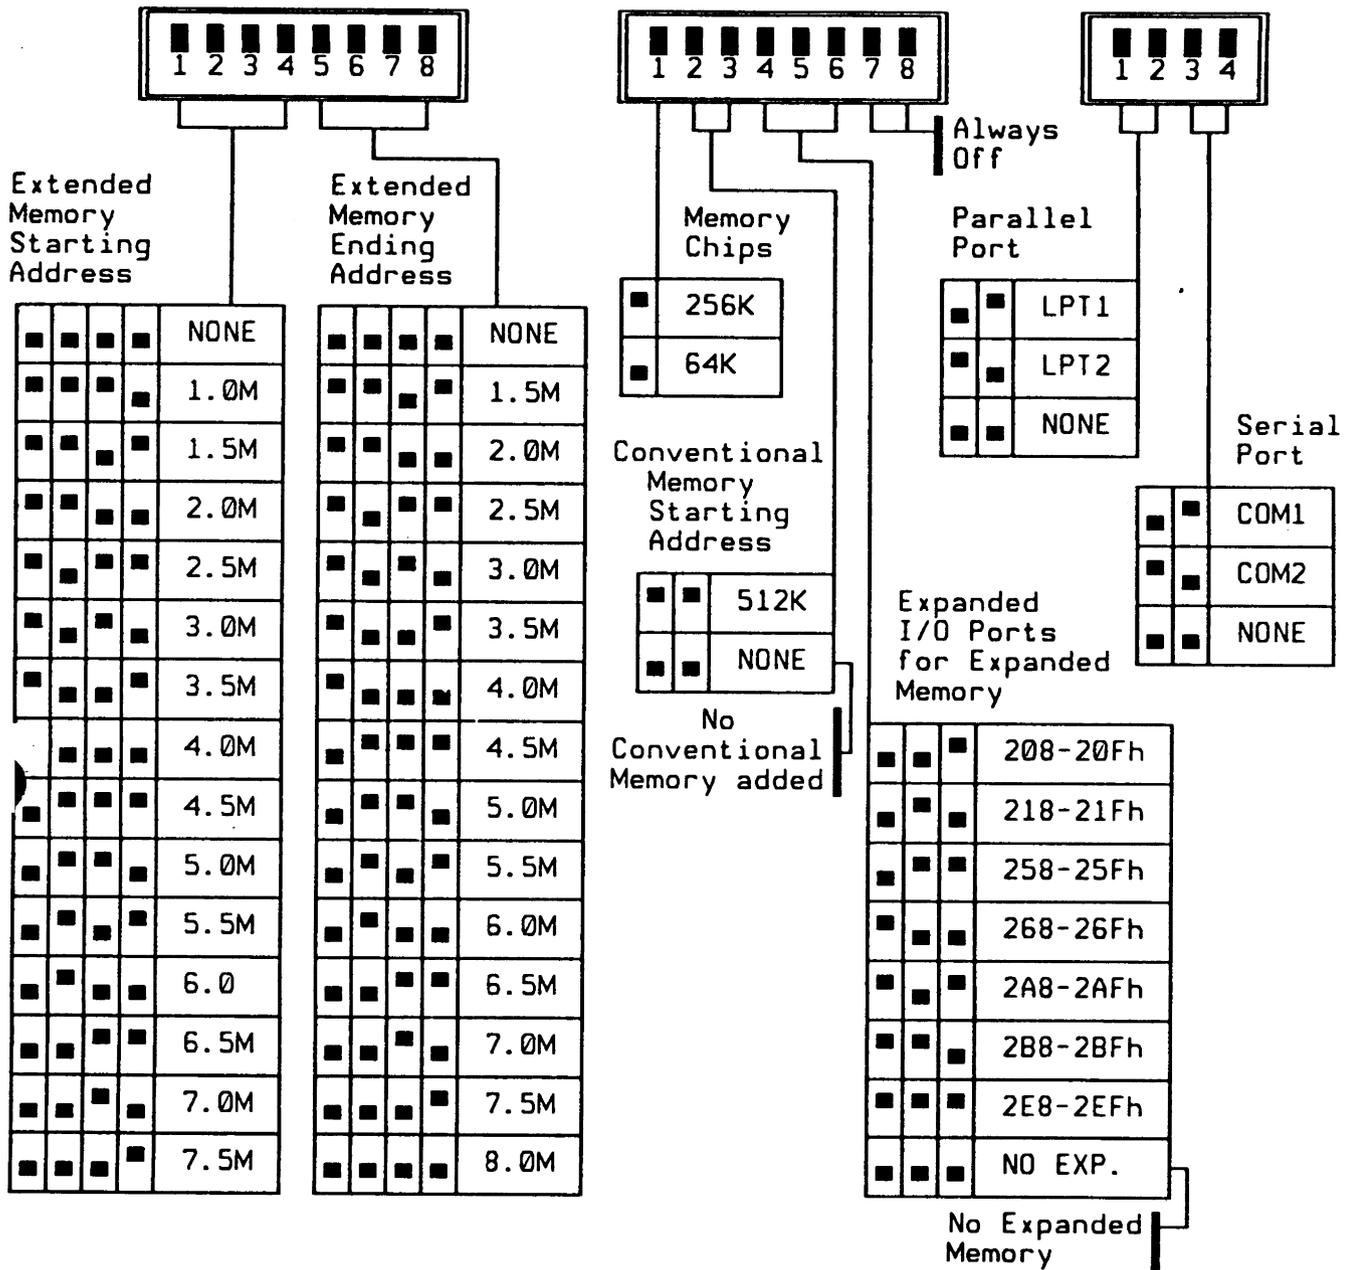 1 2 3 4 5 6 7 8
1 2 3 4 5 6 7 8
1 2 3 4
Always
Off
Extended
Memory
Starting
Address
NONE
1.0M
1.5M
2.0M
2.5M
3.0M
3.5M
4.0M
4.5M
5.0M
5.5M
6.0
6.5M
7.0M
7.5M
Extended
Memory
Ending
Address
NONE
1.5M
2.0M
2.5M
3.0M
3.5M
4.0M
4.5M
5.0M
5.5M
6.0M
6.5M
7.0M
7.5M
8.0M
Memory
Chips
256K
64K
Conventional
Memory
Starting
Address
512K
NONE
No
Conventional
Memory added
Parallel
Port
LPT1
LPT2
NONE
Serial
Port
COM1
COM2
NONE
Expanded
I/O Ports
for Expanded
Memory
208-20Fh
218-21Fh
258-25Fh
268-26Fh
2A8-2AFh
2B8-2BFh
2E8-2EFh
NO EXP.
No Expanded
Memory